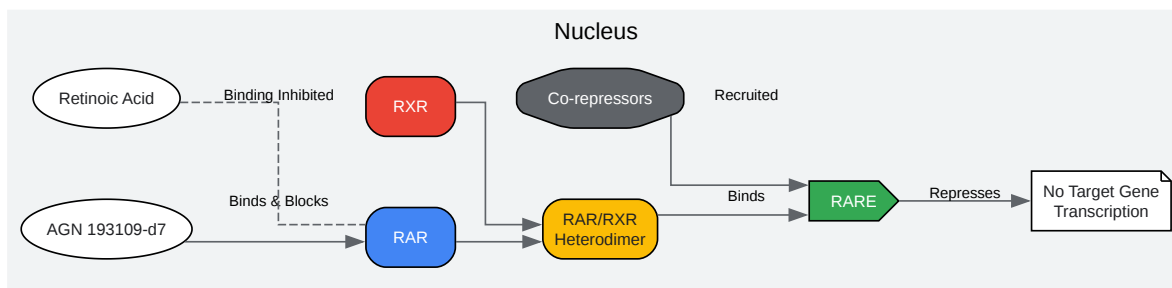 Nucleus
Retinoic Acid
Binding Inhibited
RXR
Co-repressors
Recruited
Binds & Blocks
AGN 193109-d7
RAR
RAR/RXR
Heterodimer
Binds
RARE
Represses
No Target Gene
Transcription